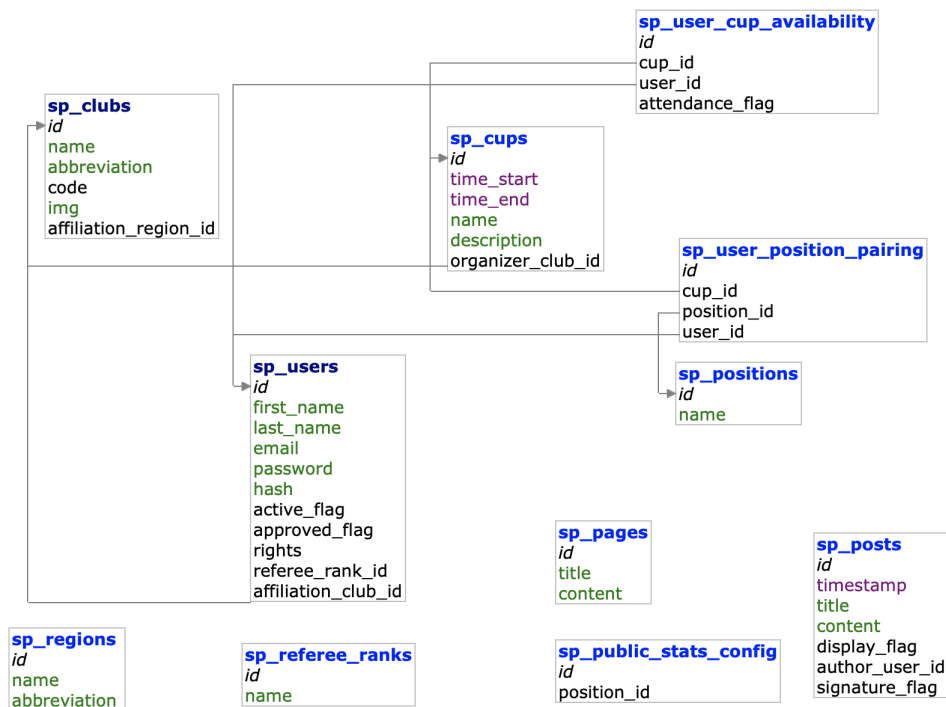 sp_user_cup_availability
id
cup_id
user_id
attendance_flag
sp_clubs
id
name
abbreviation
code
img
affiliation_region_id
sp_cups
id
time_start
time_end
name
description
organizer_club_id
sp_user_position_pairing
id
cup_id
position_id
user_id
sp_users
id
first_name
last_name
email
password
hash
active_flag
approved_flag
rights
referee_rank_id
affiliation_club_id
sp_positions
id
name
sp_pages
id
title
content
sp_posts
id
timestamp
title
content
display_flag
author_user_id
signature_flag
sp_regions
id
name
abbreviation
sp_referee_ranks
id
name
sp_public_stats_config
id
position_id